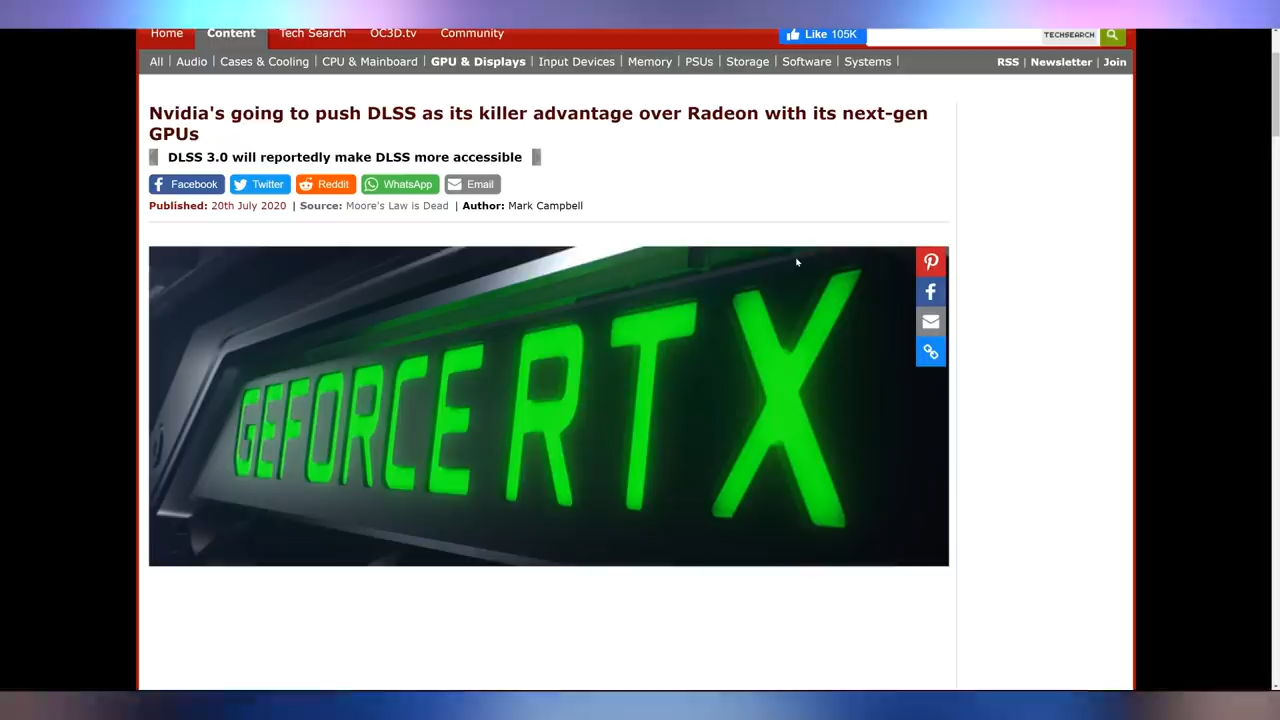 Home Content Tech Search OC3D.tv Community Like 105K TECHSEARCH
All | Audio | Cases & Cooling | CPU & Mainboard | GPU & Displays | Input Devices | Memory | PSUs | Storage | Software | Systems | RSS | Newsletter | Join
Nvidia's going to push DLSS as its killer advantage over Radeon with its next-gen
GPUs
DLSS 3.0 will reportedly make DLSS more accessible
Facebook Twitter Reddit WhatsApp Email
Published: 20th July 2020 | Source: Moore's Law is Dead | Author: Mark Campbell
GEFORCE RTX